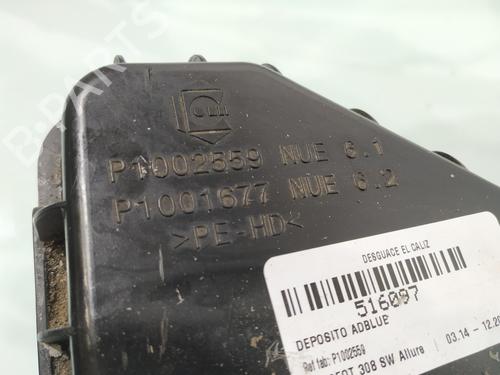 B-PARTS
P1002559 NUE 6.1
P1001677 NUE 6.2
>PE-HD<
DESGUACE EL CALIZ
516097
DEPOSITO ADBLUE
Ref fab: P1002559
308 SW Allure
03.14 - 12.20